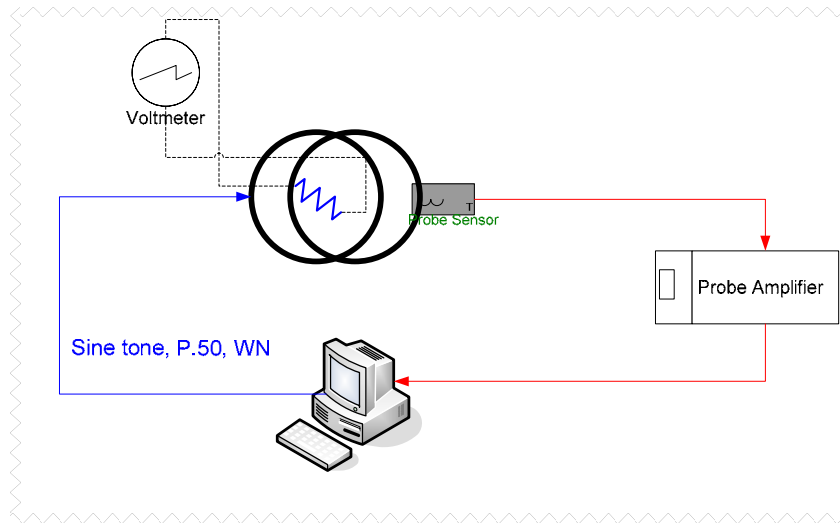 Voltmeter
T
Probe Sensor
Probe Amplifier
Sine tone, P.50, WN